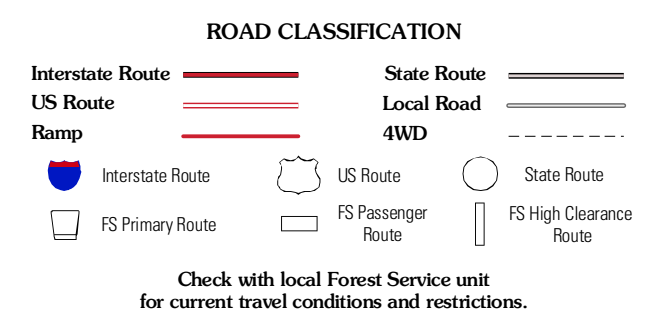 ROAD CLASSIFICATION
Interstate Route
State Route
US Route
Local Road
Ramp
4WD
Interstate Route
US Route
State Route
FS Primary Route
FS Passenger
Route
FS High Clearance
Route
Check with local Forest Service unit
for current travel conditions and restrictions.